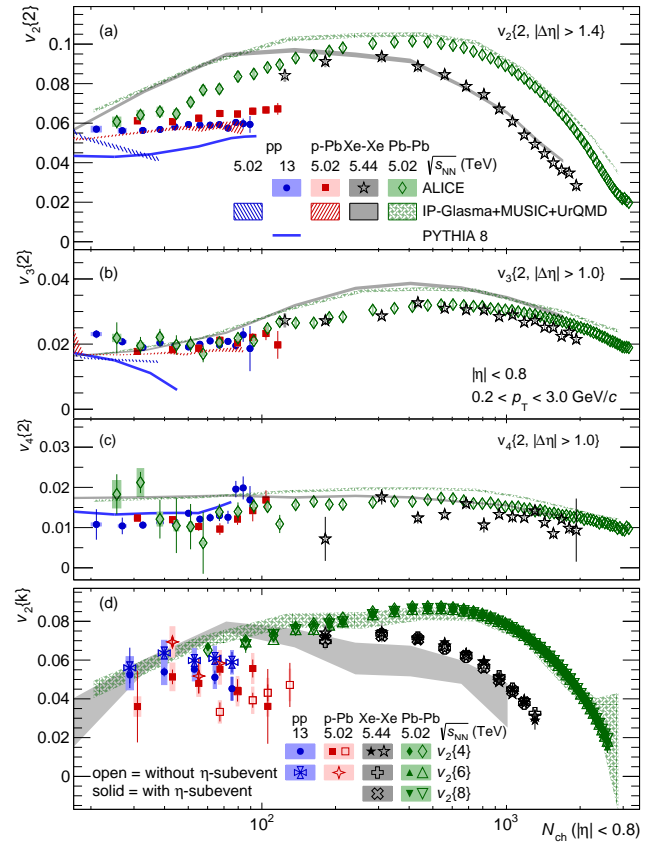 v₂{2}
(a)
v₂{2, |Δη| > 1.4}
0.1
0.08
0.06
0.04
0.02
0
pp p-Pb Xe-Xe Pb-Pb
5.02 13 5.02 5.44 5.02 √sNN (TeV)
ALICE
IP-Glasma+MUSIC+UrQMD
PYTHIA 8
v₃{2}
(b)
v₃{2, |Δη| > 1.0}
0.04
0.02
0
|η| < 0.8
0.2 < pT < 3.0 GeV/c
v₄{2}
(c)
v₄{2, |Δη| > 1.0}
0.03
0.02
0.01
0
v₂{k}
(d)
0.1
0.08
0.06
0.04
0.02
0
pp p-Pb Xe-Xe Pb-Pb
13 5.02 5.44 5.02 √sNN (TeV)
v₂{4}
v₂{6}
v₂{8}
open = without η-subevent
solid = with η-subevent
10² 10³
Nch (|η| < 0.8)